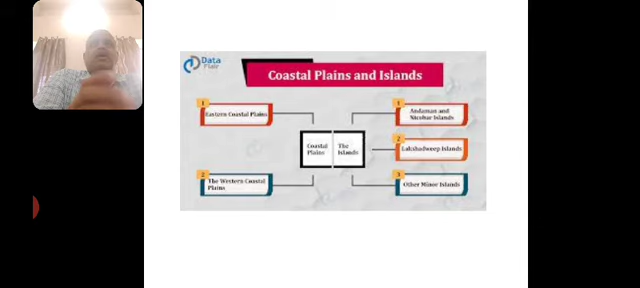 Data
Flair
Coastal Plains and Islands
1
Eastern Coastal Plains
2
The Western Coastal
Plains
Coastal
Plains
The
Islands
1
Andaman and
Nicobar Islands
2
Lakshadweep Islands
3
Other Minor Islands